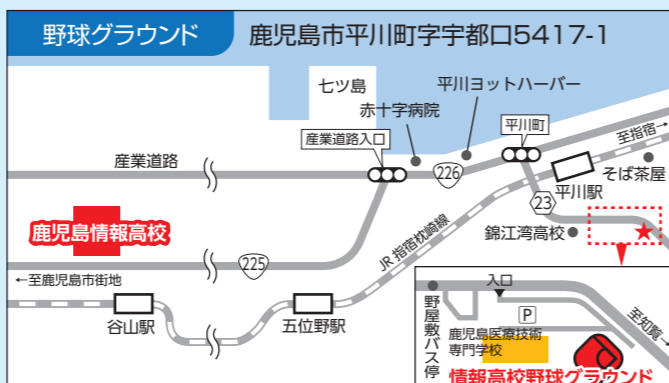 野球グラウンド
鹿児島市平川町字宇都口5417-1
七ツ島
平川ヨットハーバー
赤十字病院
産業道路入口
平川町
至指宿→
産業道路
226
そば茶屋
平川駅
23
鹿児島情報高校
錦江湾高校
JR 指宿枕崎線
225
←至鹿児島市街地
谷山駅
五位野駅
入口
野屋敷バス停
P
鹿児島医療技術
専門学校
至知覧→
情報高校野球グラウンド